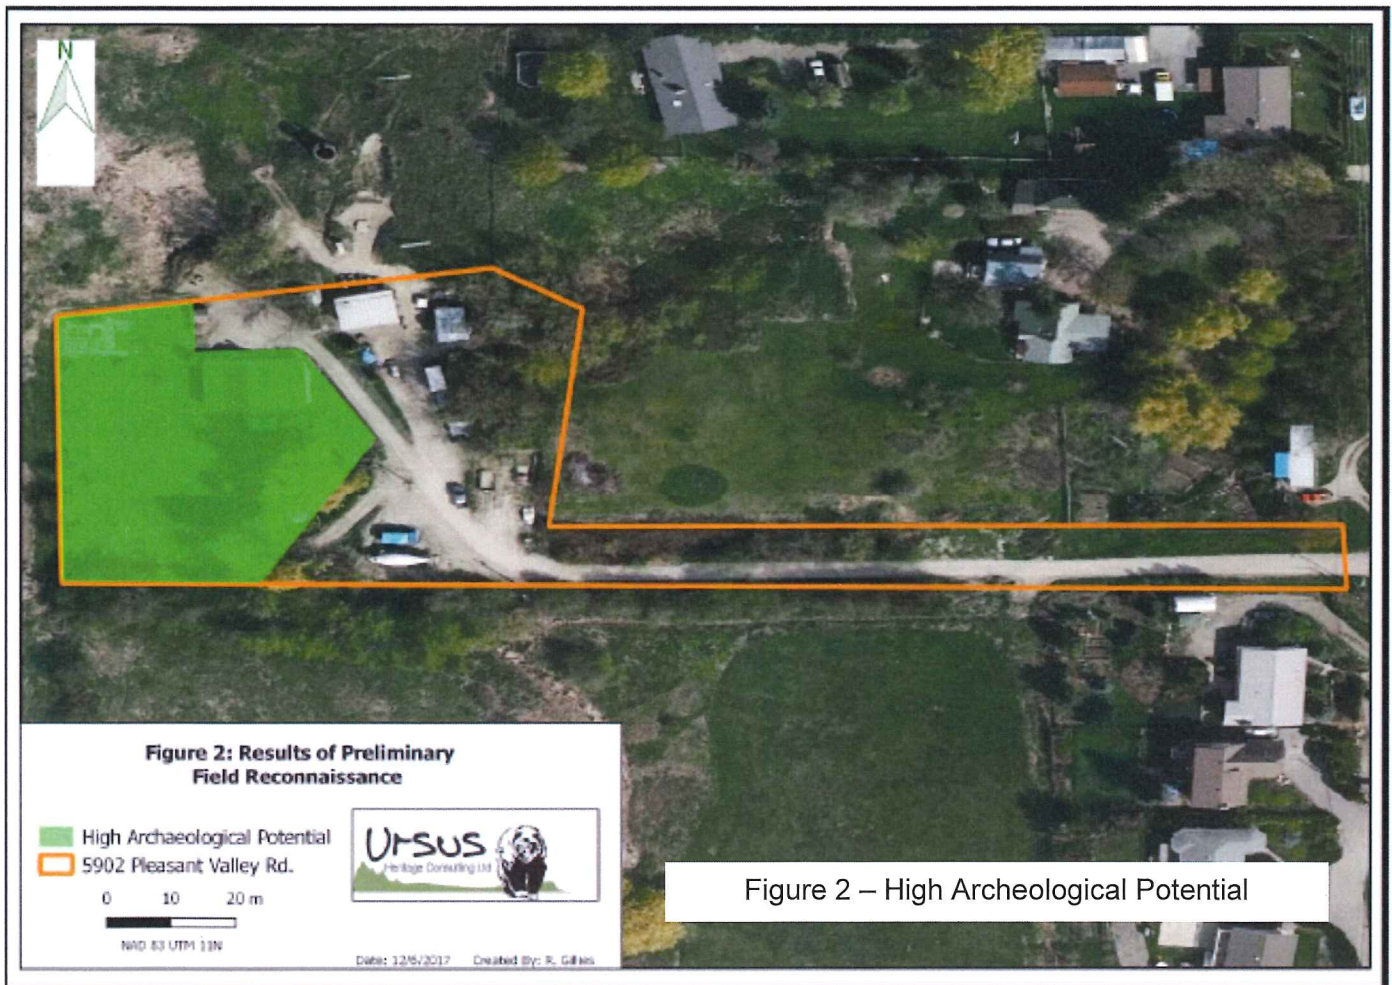 N
Figure 2: Results of Preliminary
Field Reconnaissance
High Archaeological Potential
5902 Pleasant Valley Rd.
0 10 20 m
NAD 83 UTM 11N
Ursus
Heritage Consulting Ltd
Date: 12/6/2017 Created By: R. Gillies
Figure 2 – High Archeological Potential